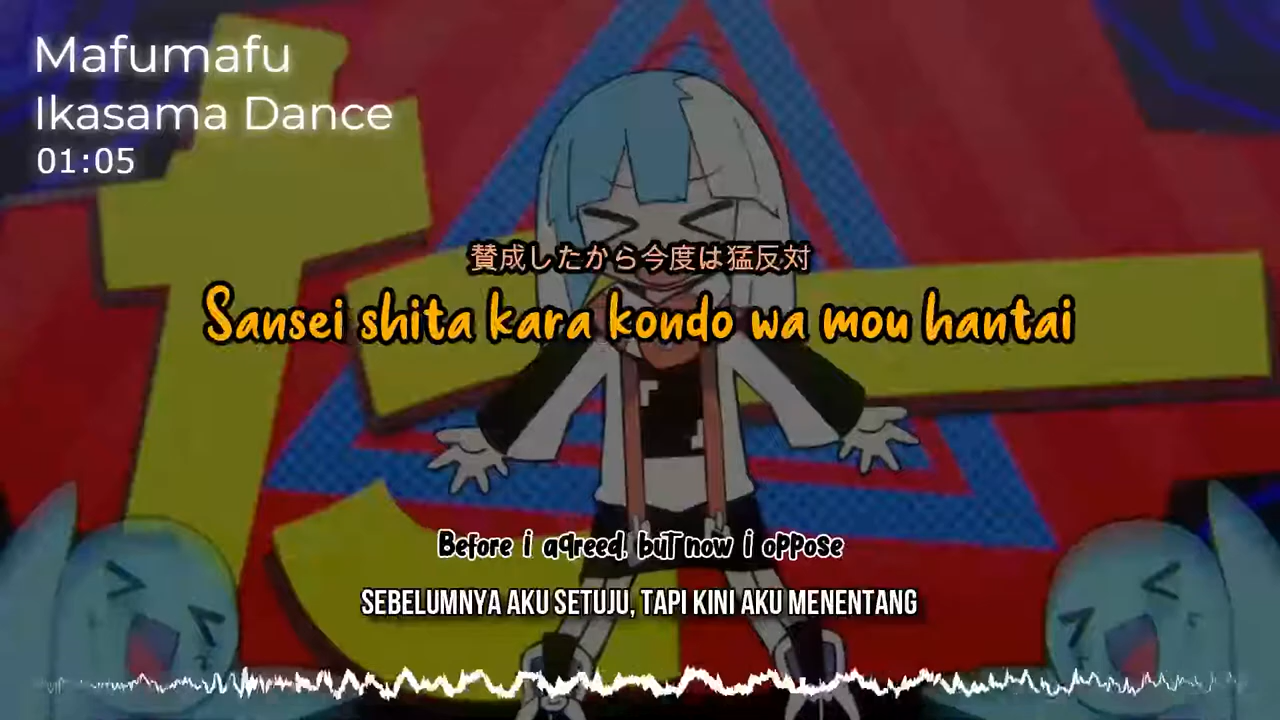 Mafumafu
Ikasama Dance
01:05
賛成したから今度は猛反対
Sansei shita kara kondo wa mou hantai
Before i agreed, but now i oppose
SEBELUMNYA AKU SETUJU, TAPI KINI AKU MENENTANG